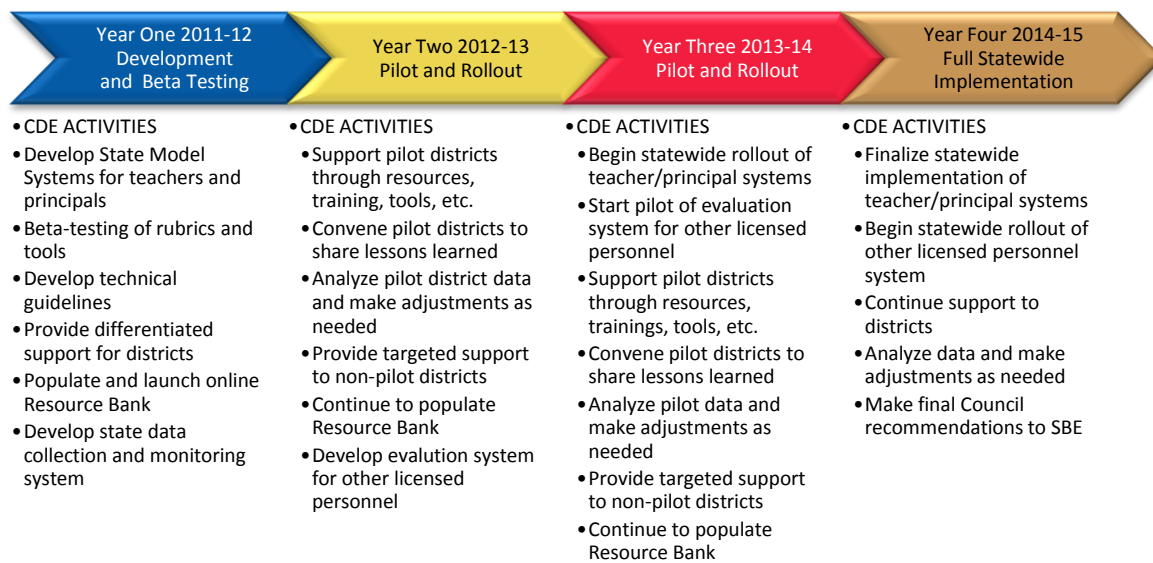 Year One 2011-12
Development
and Beta Testing
Year Two 2012-13
Pilot and Rollout
Year Three 2013-14
Pilot and Rollout
Year Four 2014-15
Full Statewide
Implementation
•CDE ACTIVITIES
•Develop State Model
Systems for teachers and
principals
•Beta-testing of rubrics and
tools
•Develop technical
guidelines
•Provide differentiated
support for districts
•Populate and launch online
Resource Bank
•Develop state data
collection and monitoring
system
•CDE ACTIVITIES
•Support pilot districts
through resources,
training, tools, etc.
•Convene pilot districts to
share lessons learned
•Analyze pilot district data
and make adjustments as
needed
•Provide targeted support
to non-pilot districts
•Continue to populate
Resource Bank
•Develop evalution system
for other licensed
personnel
•CDE ACTIVITIES
•Begin statewide rollout of
teacher/principal systems
•Start pilot of evaluation
system for other licensed
personnel
•Support pilot districts
through resources,
trainings, tools, etc.
•Convene pilot districts to
share lessons learned
•Analyze pilot data and
make adjustments as
needed
•Provide targeted support
to non-pilot districts
•Continue to populate
Resource Bank
•CDE ACTIVITIES
•Finalize statewide
implementation of
teacher/principal systems
•Begin statewide rollout of
other licensed personnel
system
•Continue support to
districts
•Analyze data and make
adjustments as needed
•Make final Council
recommendations to SBE